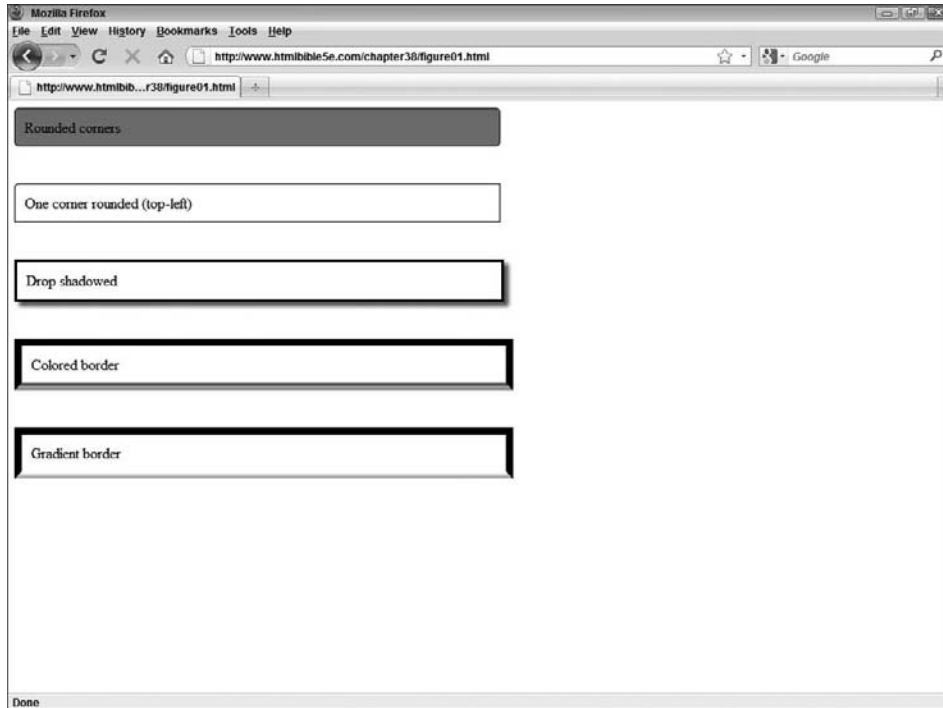 Mozilla Firefox
File Edit View History Bookmarks Tools Help
http://www.htmlbible5e.com/chapter38/figure01.html
Google
http://www.htmlbib...r38/figure01.html
Rounded corners
One corner rounded (top-left)
Drop shadowed
Colored border
Gradient border
Done